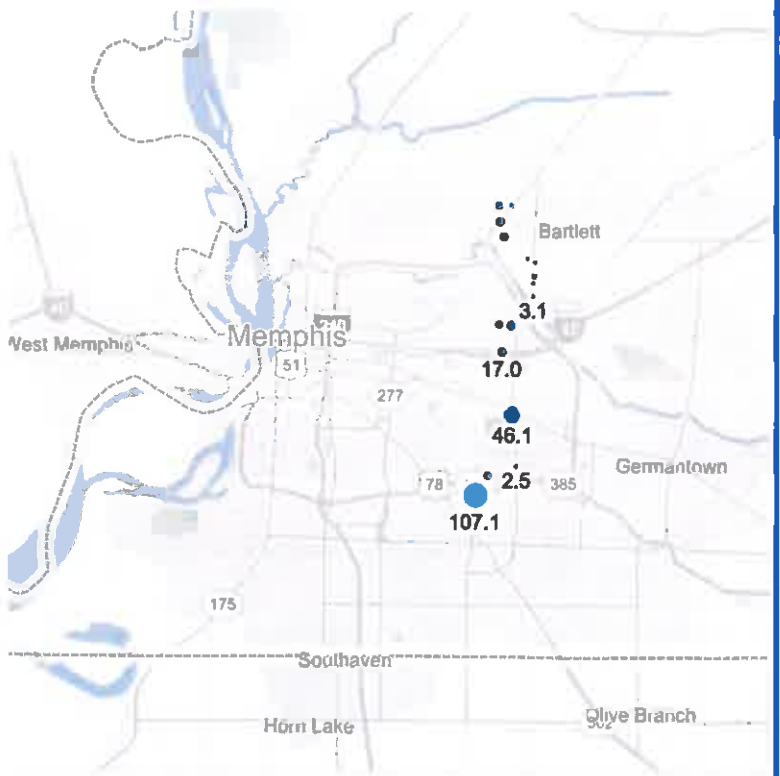 Bartlett
3.1
Memphis
West Memphis
51
17.0
277
46.1
Germantown
78
2.5
385
107.1
175
Southaven
Horn Lake
Olive Branch